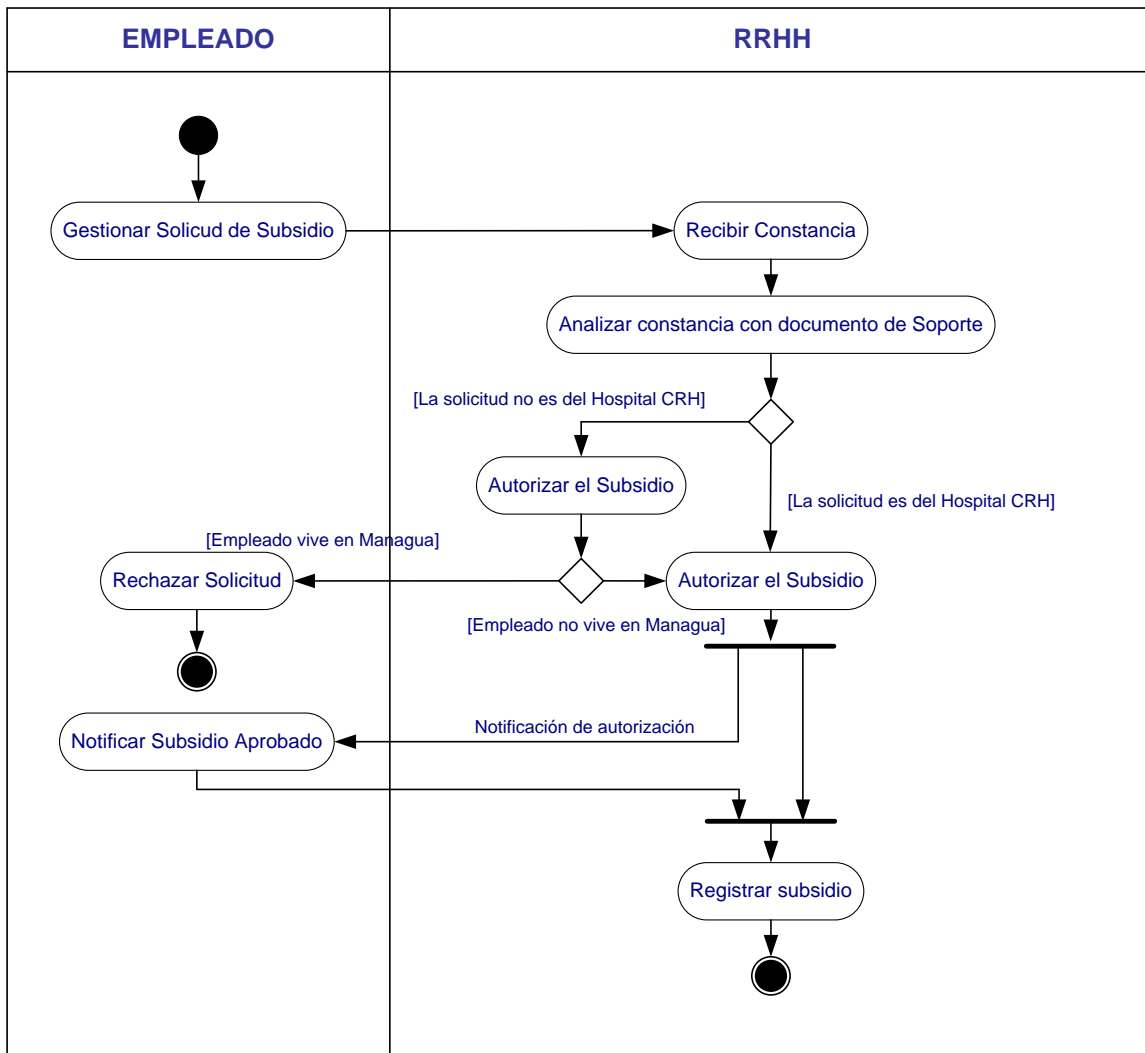 EMPLEADO
RRHH
Gestionar Solicud de Subsidio
Recibir Constancia
Analizar constancia con documento de Soporte
[La solicitud no es del Hospital CRH]
Autorizar el Subsidio
[La solicitud es del Hospital CRH]
[Empleado vive en Managua]
Rechazar Solicitud
Autorizar el Subsidio
[Empleado no vive en Managua]
Notificación de autorización
Notificar Subsidio Aprobado
Registrar subsidio